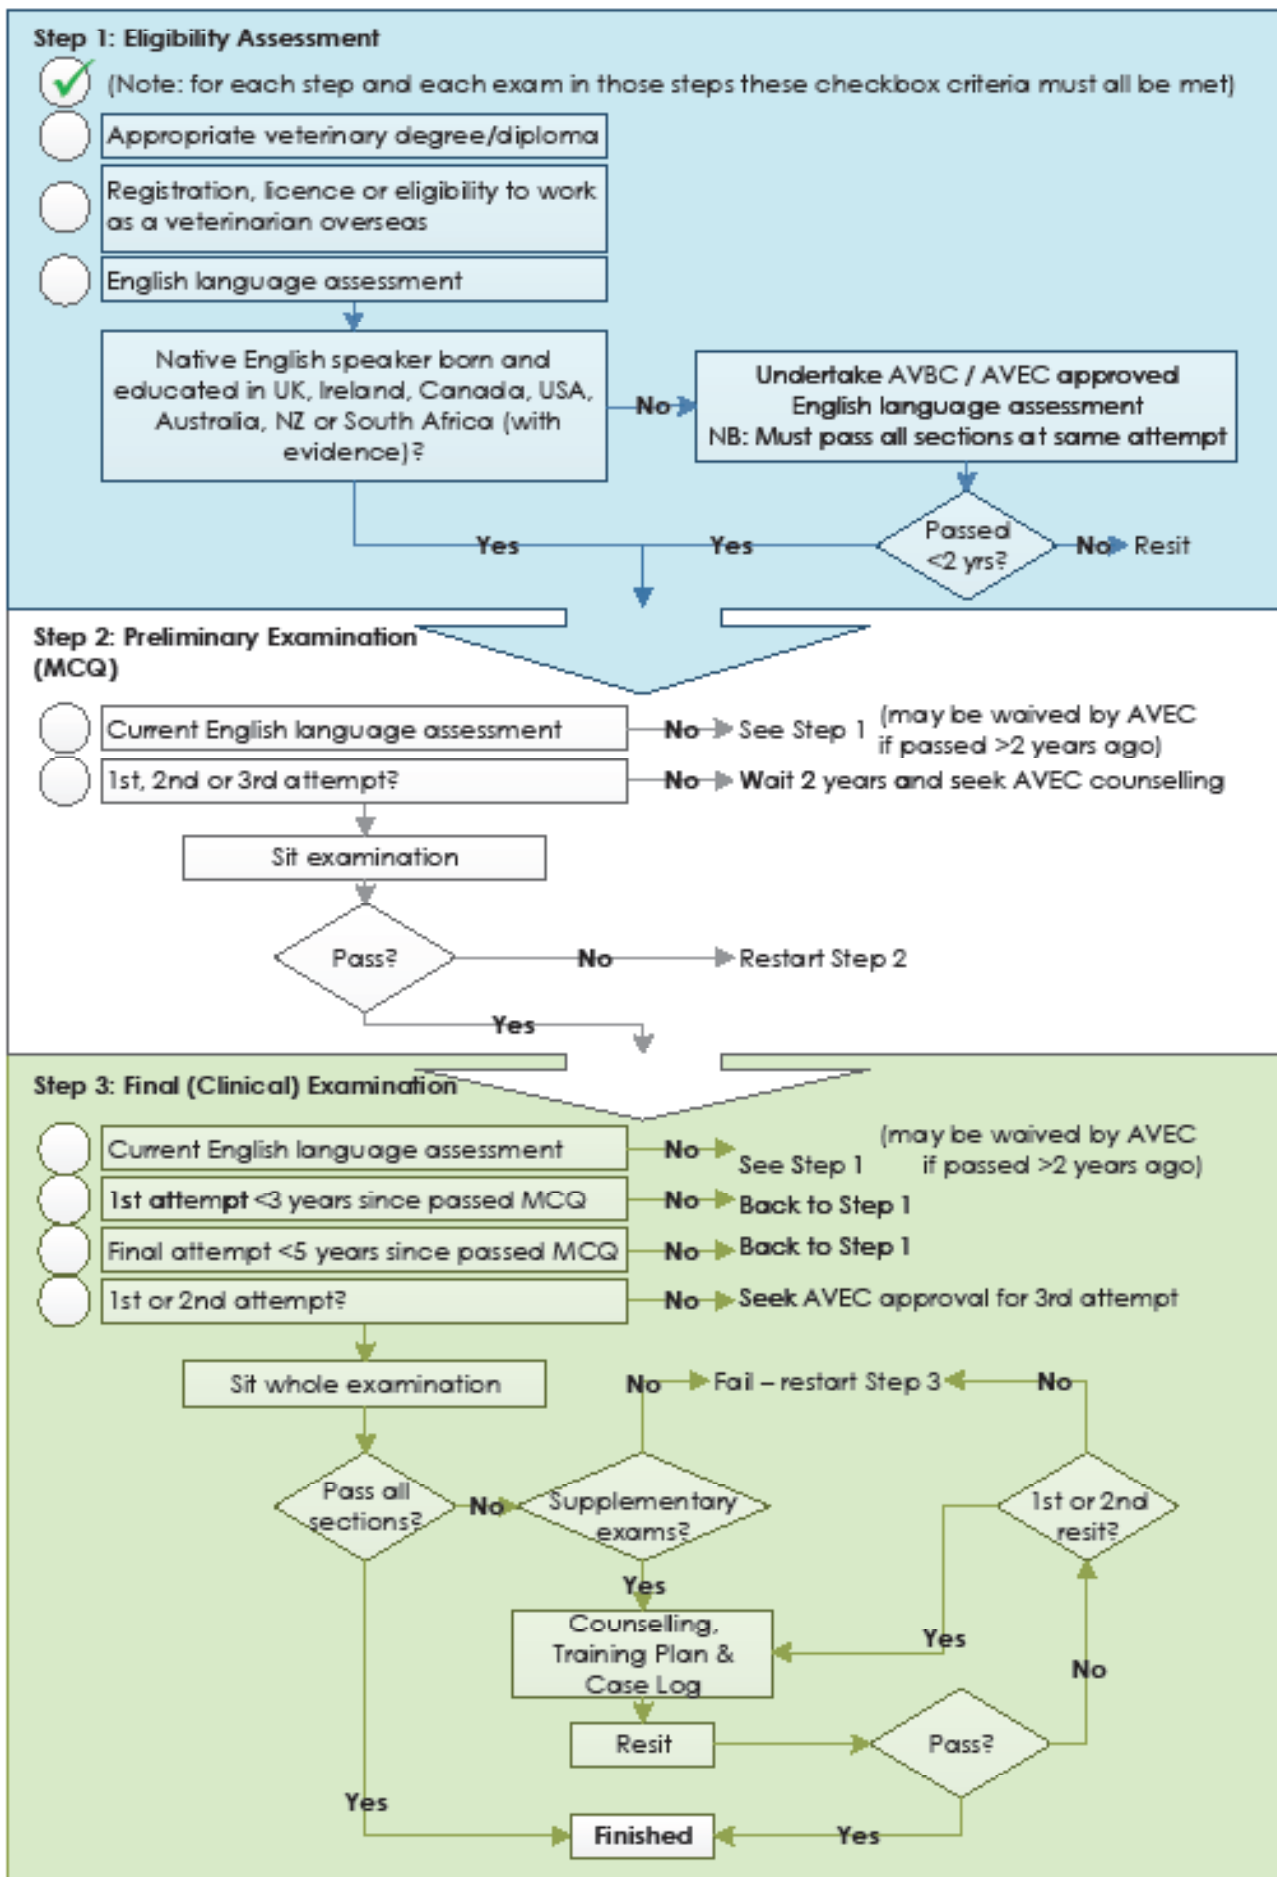 Step 1: Eligibility Assessment
(Note: for each step and each exam in those steps these checkbox criteria must all be met)
Appropriate veterinary degree/diploma
Registration, licence or eligibility to work
as a veterinarian overseas
English language assessment
Native English speaker born and
educated in UK, Ireland, Canada, USA,
Australia, NZ or South Africa (with
evidence)?
No
Undertake AVBC / AVEC approved
English language assessment
NB: Must pass all sections at same attempt
Yes
Yes
Passed
<2 yrs?
No
Resit
Step 2: Preliminary Examination
(MCQ)
Current English language assessment
No
See Step 1
(may be waived by AVEC
if passed >2 years ago)
1st, 2nd or 3rd attempt?
No
Wait 2 years and seek AVEC counselling
Sit examination
Pass?
No
Restart Step 2
Yes
Step 3: Final (Clinical) Examination
Current English language assessment
No
See Step 1
(may be waived by AVEC
if passed >2 years ago)
1st attempt <3 years since passed MCQ
No
Back to Step 1
Final attempt <5 years since passed MCQ
No
Back to Step 1
1st or 2nd attempt?
No
Seek AVEC approval for 3rd attempt
Sit whole examination
No
Fail – restart Step 3
No
Pass all
sections?
No
Supplementary
exams?
1st or 2nd
resit?
Yes
Counselling,
Training Plan &
Case Log
Yes
No
Resit
Pass?
Yes
Finished
Yes